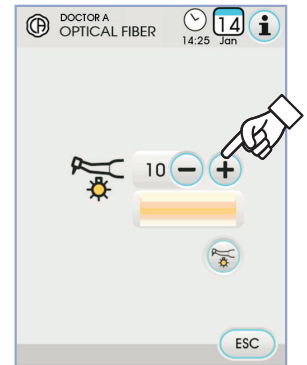 DOCTOR A
OPTICAL FIBER
14
14:25 Jan
10
ESC